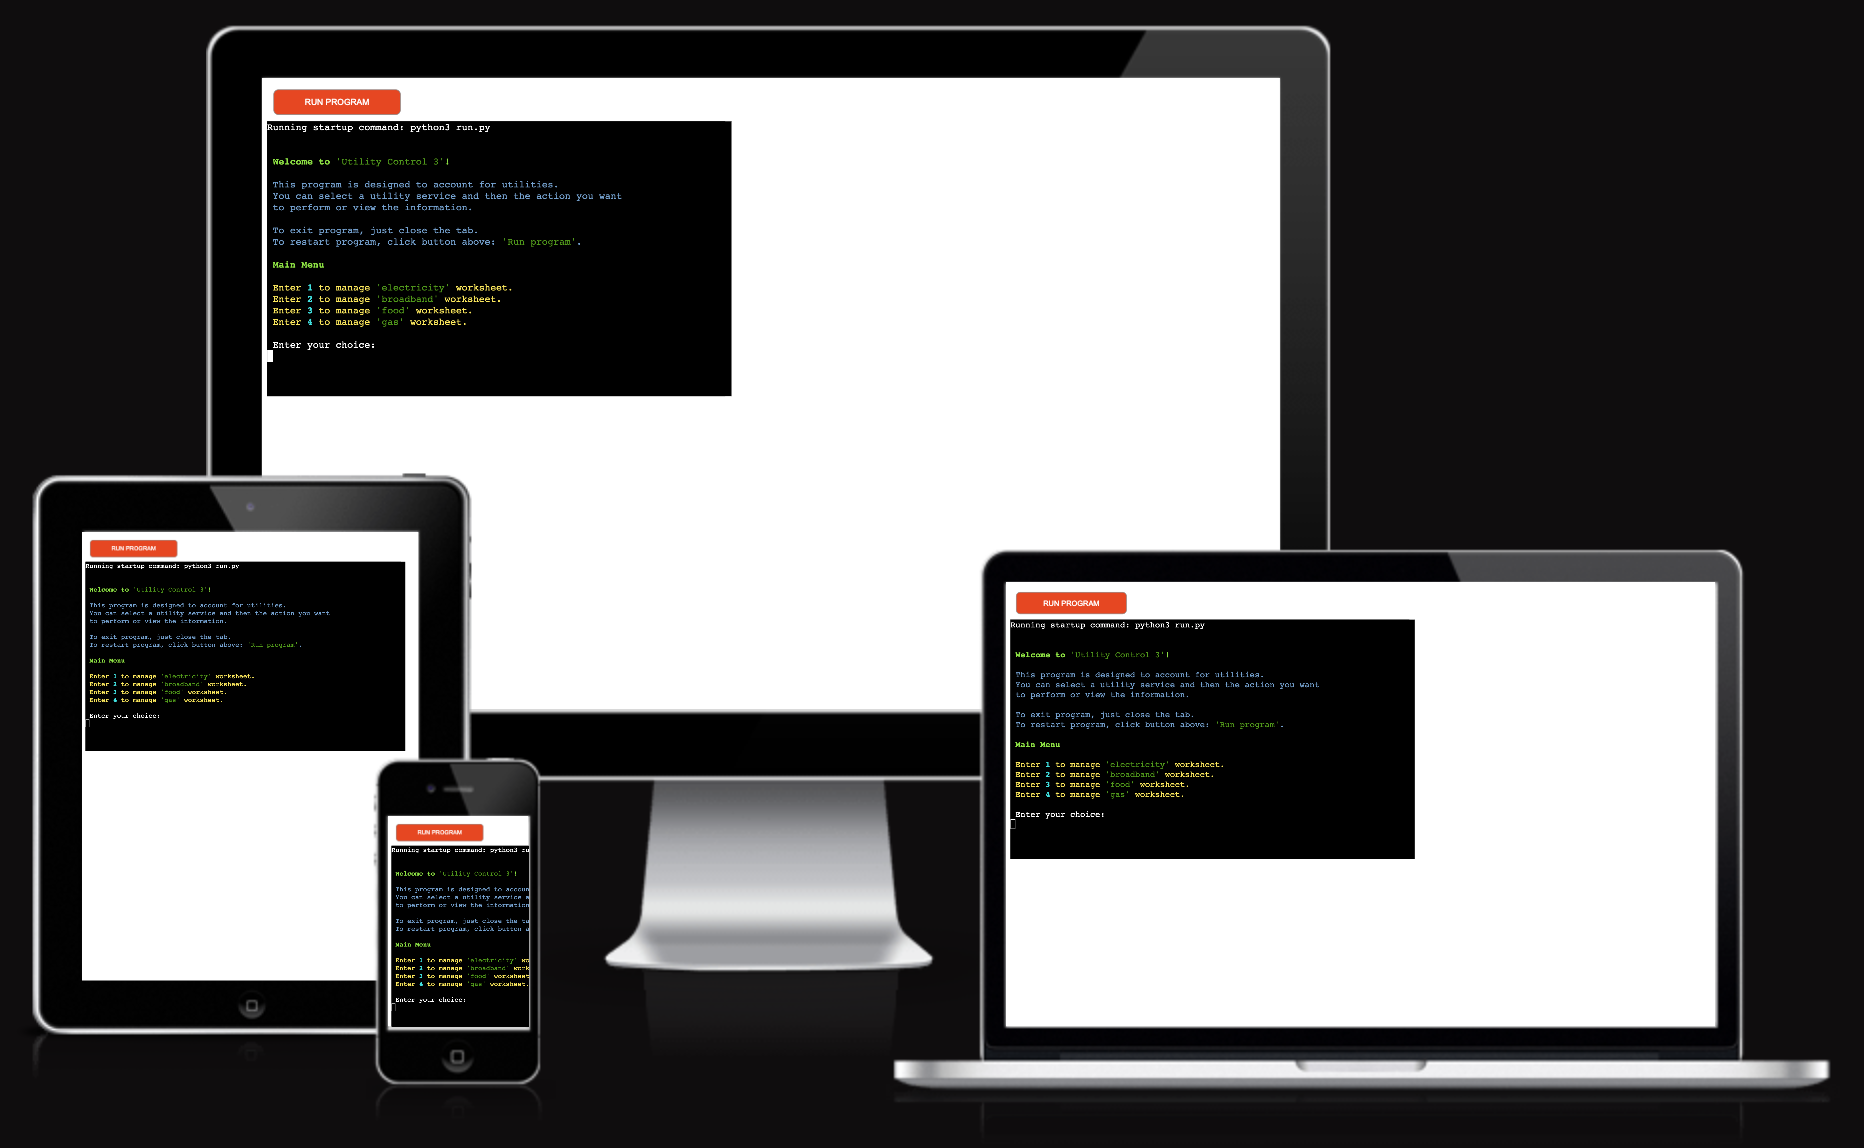 RUN PROGRAM
Running startup command: python3 run.py
Welcome to 'Utility Control 3'!
This program is designed to account for utilities.
You can select a utility service and then the action you want
to perform or view the information.
To exit program, just close the tab.
To restart program, click button above: 'Run program'.
Main Menu
Enter 1 to manage 'electricity' worksheet.
Enter 2 to manage 'broadband' worksheet.
Enter 3 to manage 'food' worksheet.
Enter 4 to manage 'gas' worksheet.
Enter your choice:
RUN PROGRAM
Running startup command: python3 run.py
Welcome to 'Utility Control 3'!
This program is designed to account for utilities.
You can select a utility service and then the action you want
to perform or view the information.
To exit program, just close the tab.
To restart program, click button above: 'Run program'.
Main Menu
Enter 1 to manage 'electricity' worksheet.
Enter 2 to manage 'broadband' worksheet.
Enter 3 to manage 'food' worksheet.
Enter 4 to manage 'gas' worksheet.
Enter your choice:
RUN PROGRAM
Running startup command: python3 ru
Welcome to 'Utility Control 3'!
This program is designed to accoun
You can select a utility service a
to perform or view the information
To exit program, just close the ta
To restart program, click button a
Main Menu
Enter 1 to manage 'electricity' wo
Enter 2 to manage 'broadband' work
Enter 3 to manage 'food' worksheet
Enter 4 to manage 'gas' worksheet.
Enter your choice:
RUN PROGRAM
Running startup command: python3 run.py
Welcome to 'Utility Control 3'!
This program is designed to account for utilities.
You can select a utility service and then the action you want
to perform or view the information.
To exit program, just close the tab.
To restart program, click button above: 'Run program'.
Main Menu
Enter 1 to manage 'electricity' worksheet.
Enter 2 to manage 'broadband' worksheet.
Enter 3 to manage 'food' worksheet.
Enter 4 to manage 'gas' worksheet.
Enter your choice: